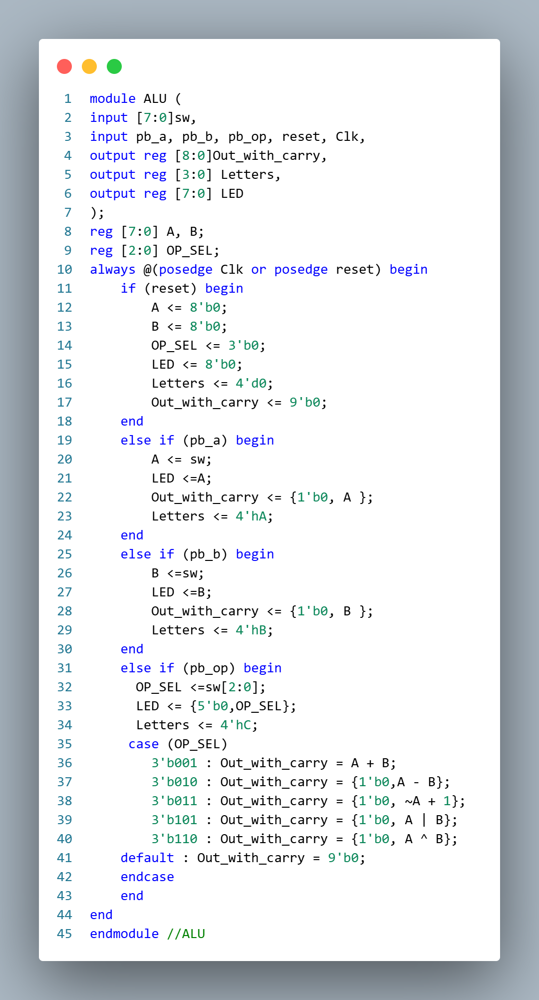 1 module ALU (
2 input [7:0]sw,
3 input pb_a, pb_b, pb_op, reset, Clk,
4 output reg [8:0]Out_with_carry,
5 output reg [3:0] Letters,
6 output reg [7:0] LED
7 );
8 reg [7:0] A, B;
9 reg [2:0] OP_SEL;
10 always @(posedge Clk or posedge reset) begin
11     if (reset) begin
12         A <= 8'b0;
13         B <= 8'b0;
14         OP_SEL <= 3'b0;
15         LED <= 8'b0;
16         Letters <= 4'd0;
17         Out_with_carry <= 9'b0;
18     end
19     else if (pb_a) begin
20         A <= sw;
21         LED <=A;
22         Out_with_carry <= {1'b0, A };
23         Letters <= 4'hA;
24     end
25     else if (pb_b) begin
26         B <=sw;
27         LED <=B;
28         Out_with_carry <= {1'b0, B };
29         Letters <= 4'hB;
30     end
31     else if (pb_op) begin
32       OP_SEL <=sw[2:0];
33       LED <= {5'b0,OP_SEL};
34       Letters <= 4'hC;
35      case (OP_SEL)
36         3'b001 : Out_with_carry = A + B;
37         3'b010 : Out_with_carry = {1'b0,A - B};
38         3'b011 : Out_with_carry = {1'b0, ~A + 1};
39         3'b101 : Out_with_carry = {1'b0, A | B};
40         3'b110 : Out_with_carry = {1'b0, A ^ B};
41     default : Out_with_carry = 9'b0;
42     endcase
43     end
44 end
45 endmodule //ALU